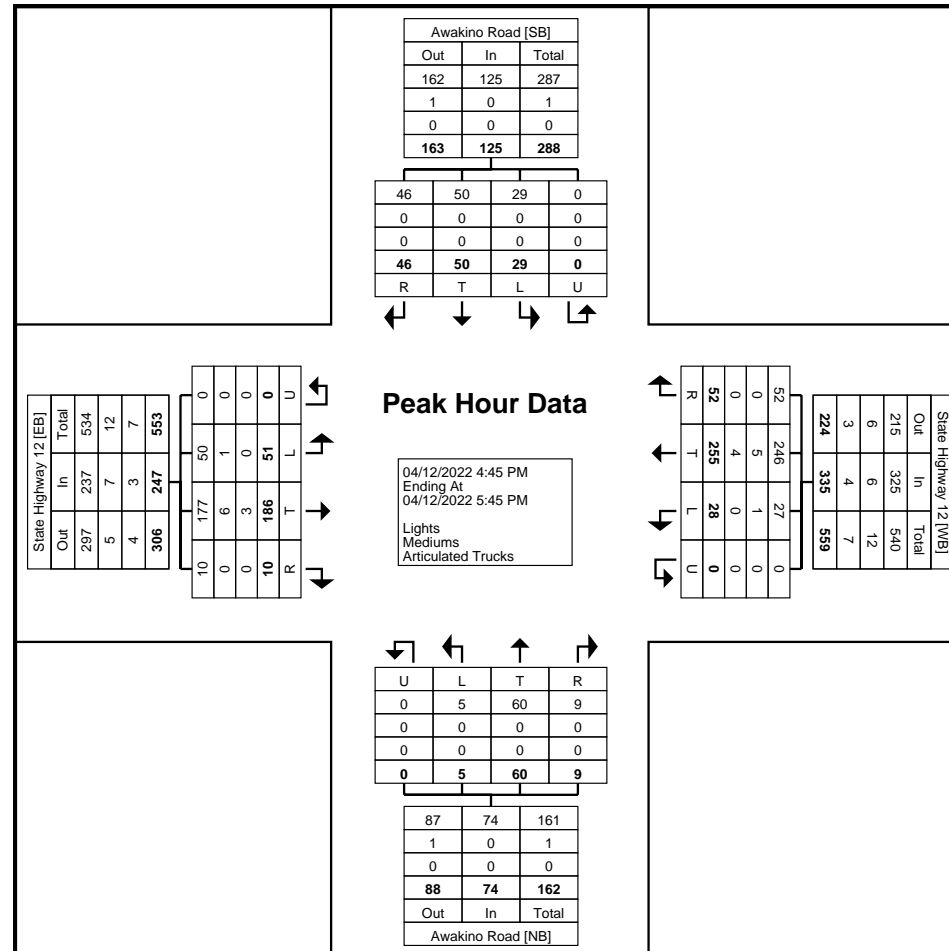 Awakino Road [SB]
Out In Total
162 125 287
1 0 1
0 0 0
163 125 288
46 50 29 0
0 0 0 0
0 0 0 0
46 50 29 0
R T L U
State Highway 12 [EB]
Total In Out
534 237 297
12 7 5
7 3 4
553 247 306
0 50 177 10
0 1 6 0
0 0 3 0
0 51 186 10
U L T R
Peak Hour Data
04/12/2022 4:45 PM
Ending At
04/12/2022 5:45 PM
Lights
Mediums
Articulated Trucks
State Highway 12 [WB]
Out In Total
215 325 540
6 6 12
3 4 7
224 335 559
52 246 27 0
0 5 1 0
0 4 0 0
52 255 28 0
R T L U
U L T R
0 5 60 9
0 0 0 0
0 0 0 0
0 5 60 9
87 74 161
1 0 1
0 0 0
88 74 162
Out In Total
Awakino Road [NB]